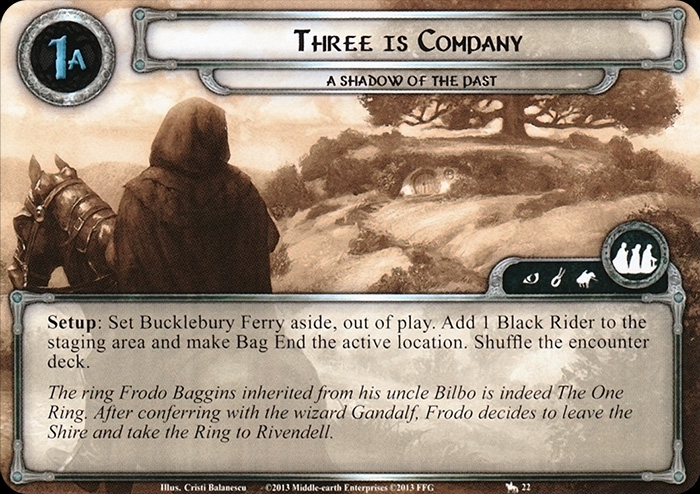 1A
Three is Company
A Shadow of the Past
Setup: Set Bucklebury Ferry aside, out of play. Add 1 Black Rider to the
staging area and make Bag End the active location. Shuffle the encounter
deck.
The ring Frodo Baggins inherited from his uncle Bilbo is indeed The One
Ring. After conferring with the wizard Gandalf, Frodo decides to leave the
Shire and take the Ring to Rivendell.
Illus. Cristi Balanescu ©2013 Middle-earth Enterprises ©2013 FFG 22